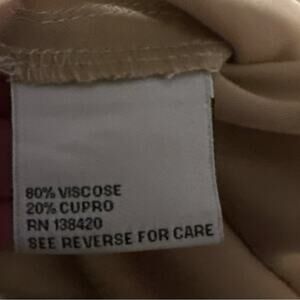 80% VISCOSE
20% CUPRO
RN 138420
SEE REVERSE FOR CARE